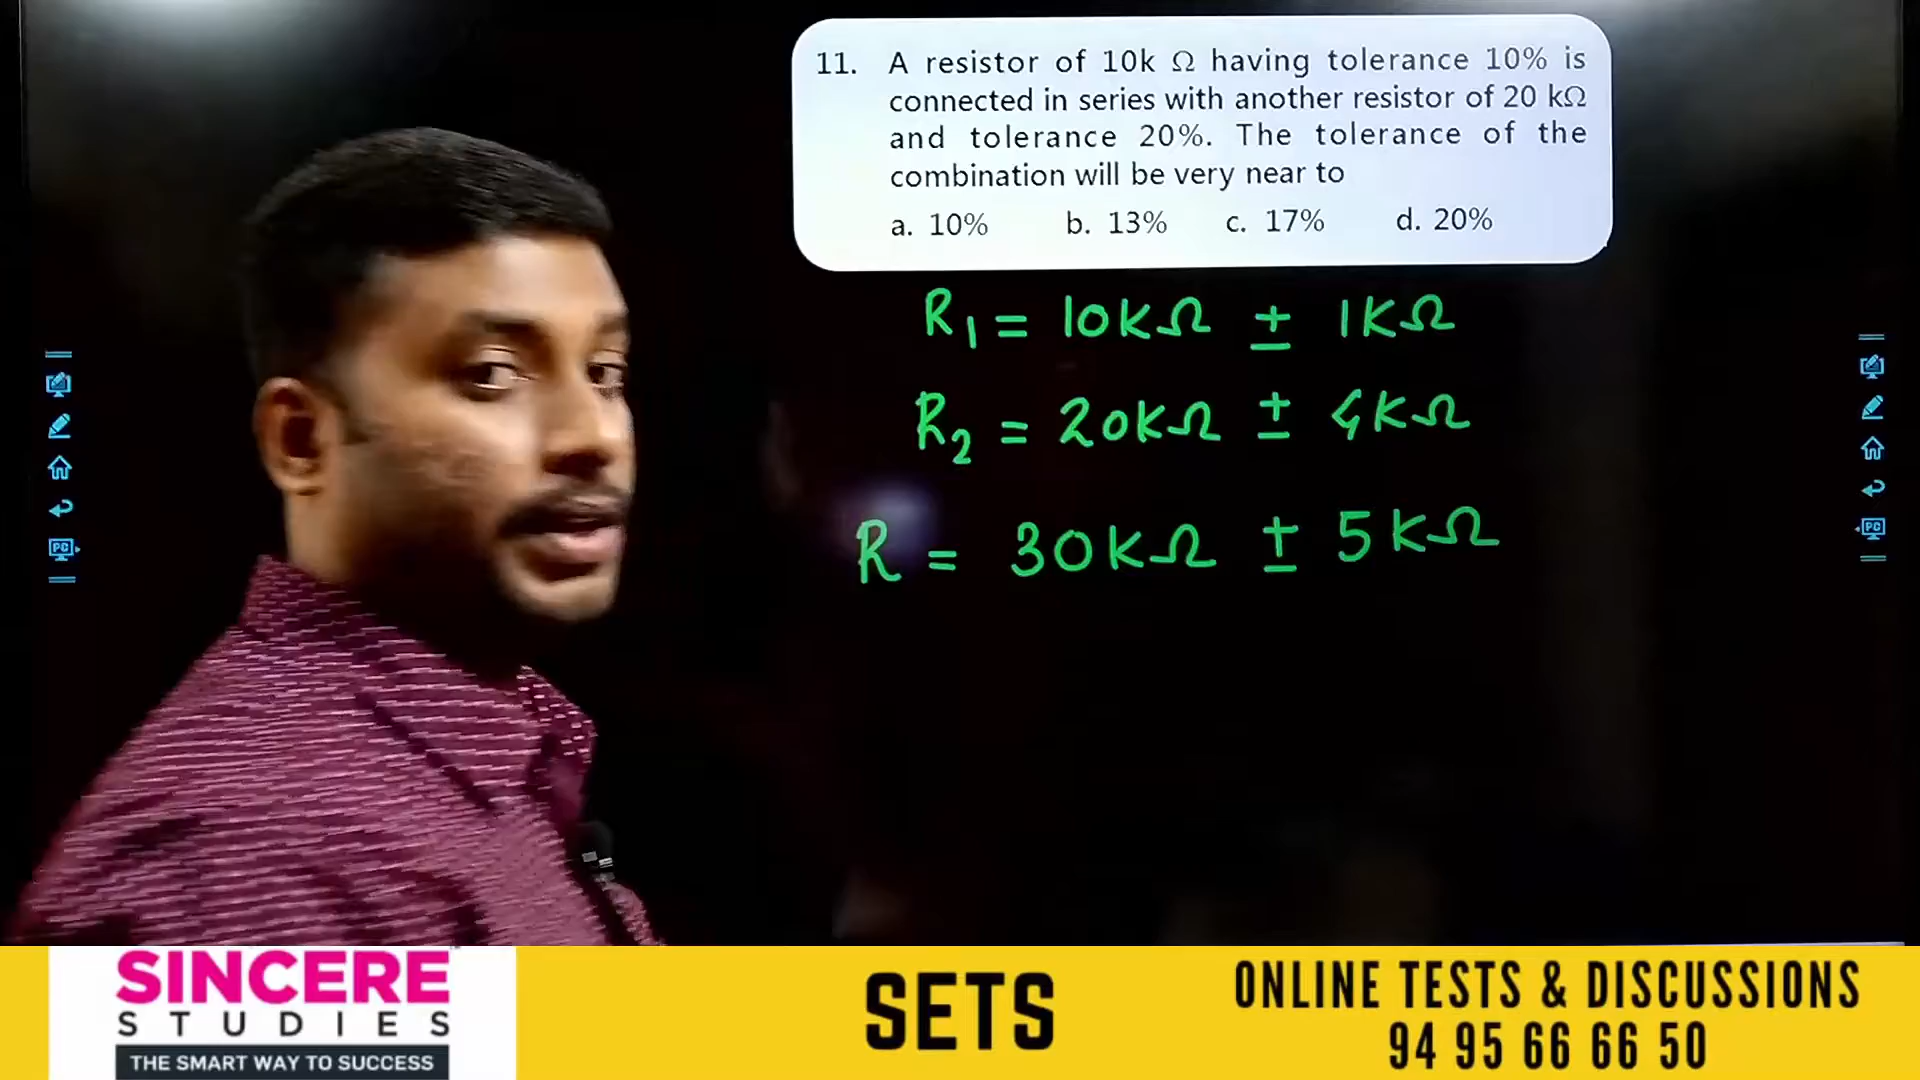 11. A resistor of 10k Ω having tolerance 10% is
connected in series with another resistor of 20 kΩ
and tolerance 20%. The tolerance of the
combination will be very near to
a. 10% b. 13% c. 17% d. 20%
R₁ = 10KΩ ± 1KΩ
R₂ = 20KΩ ± 4KΩ
R = 30KΩ ± 5KΩ
PC
PC
SINCERE
STUDIES
THE SMART WAY TO SUCCESS
SETS
ONLINE TESTS & DISCUSSIONS
94 95 66 66 50